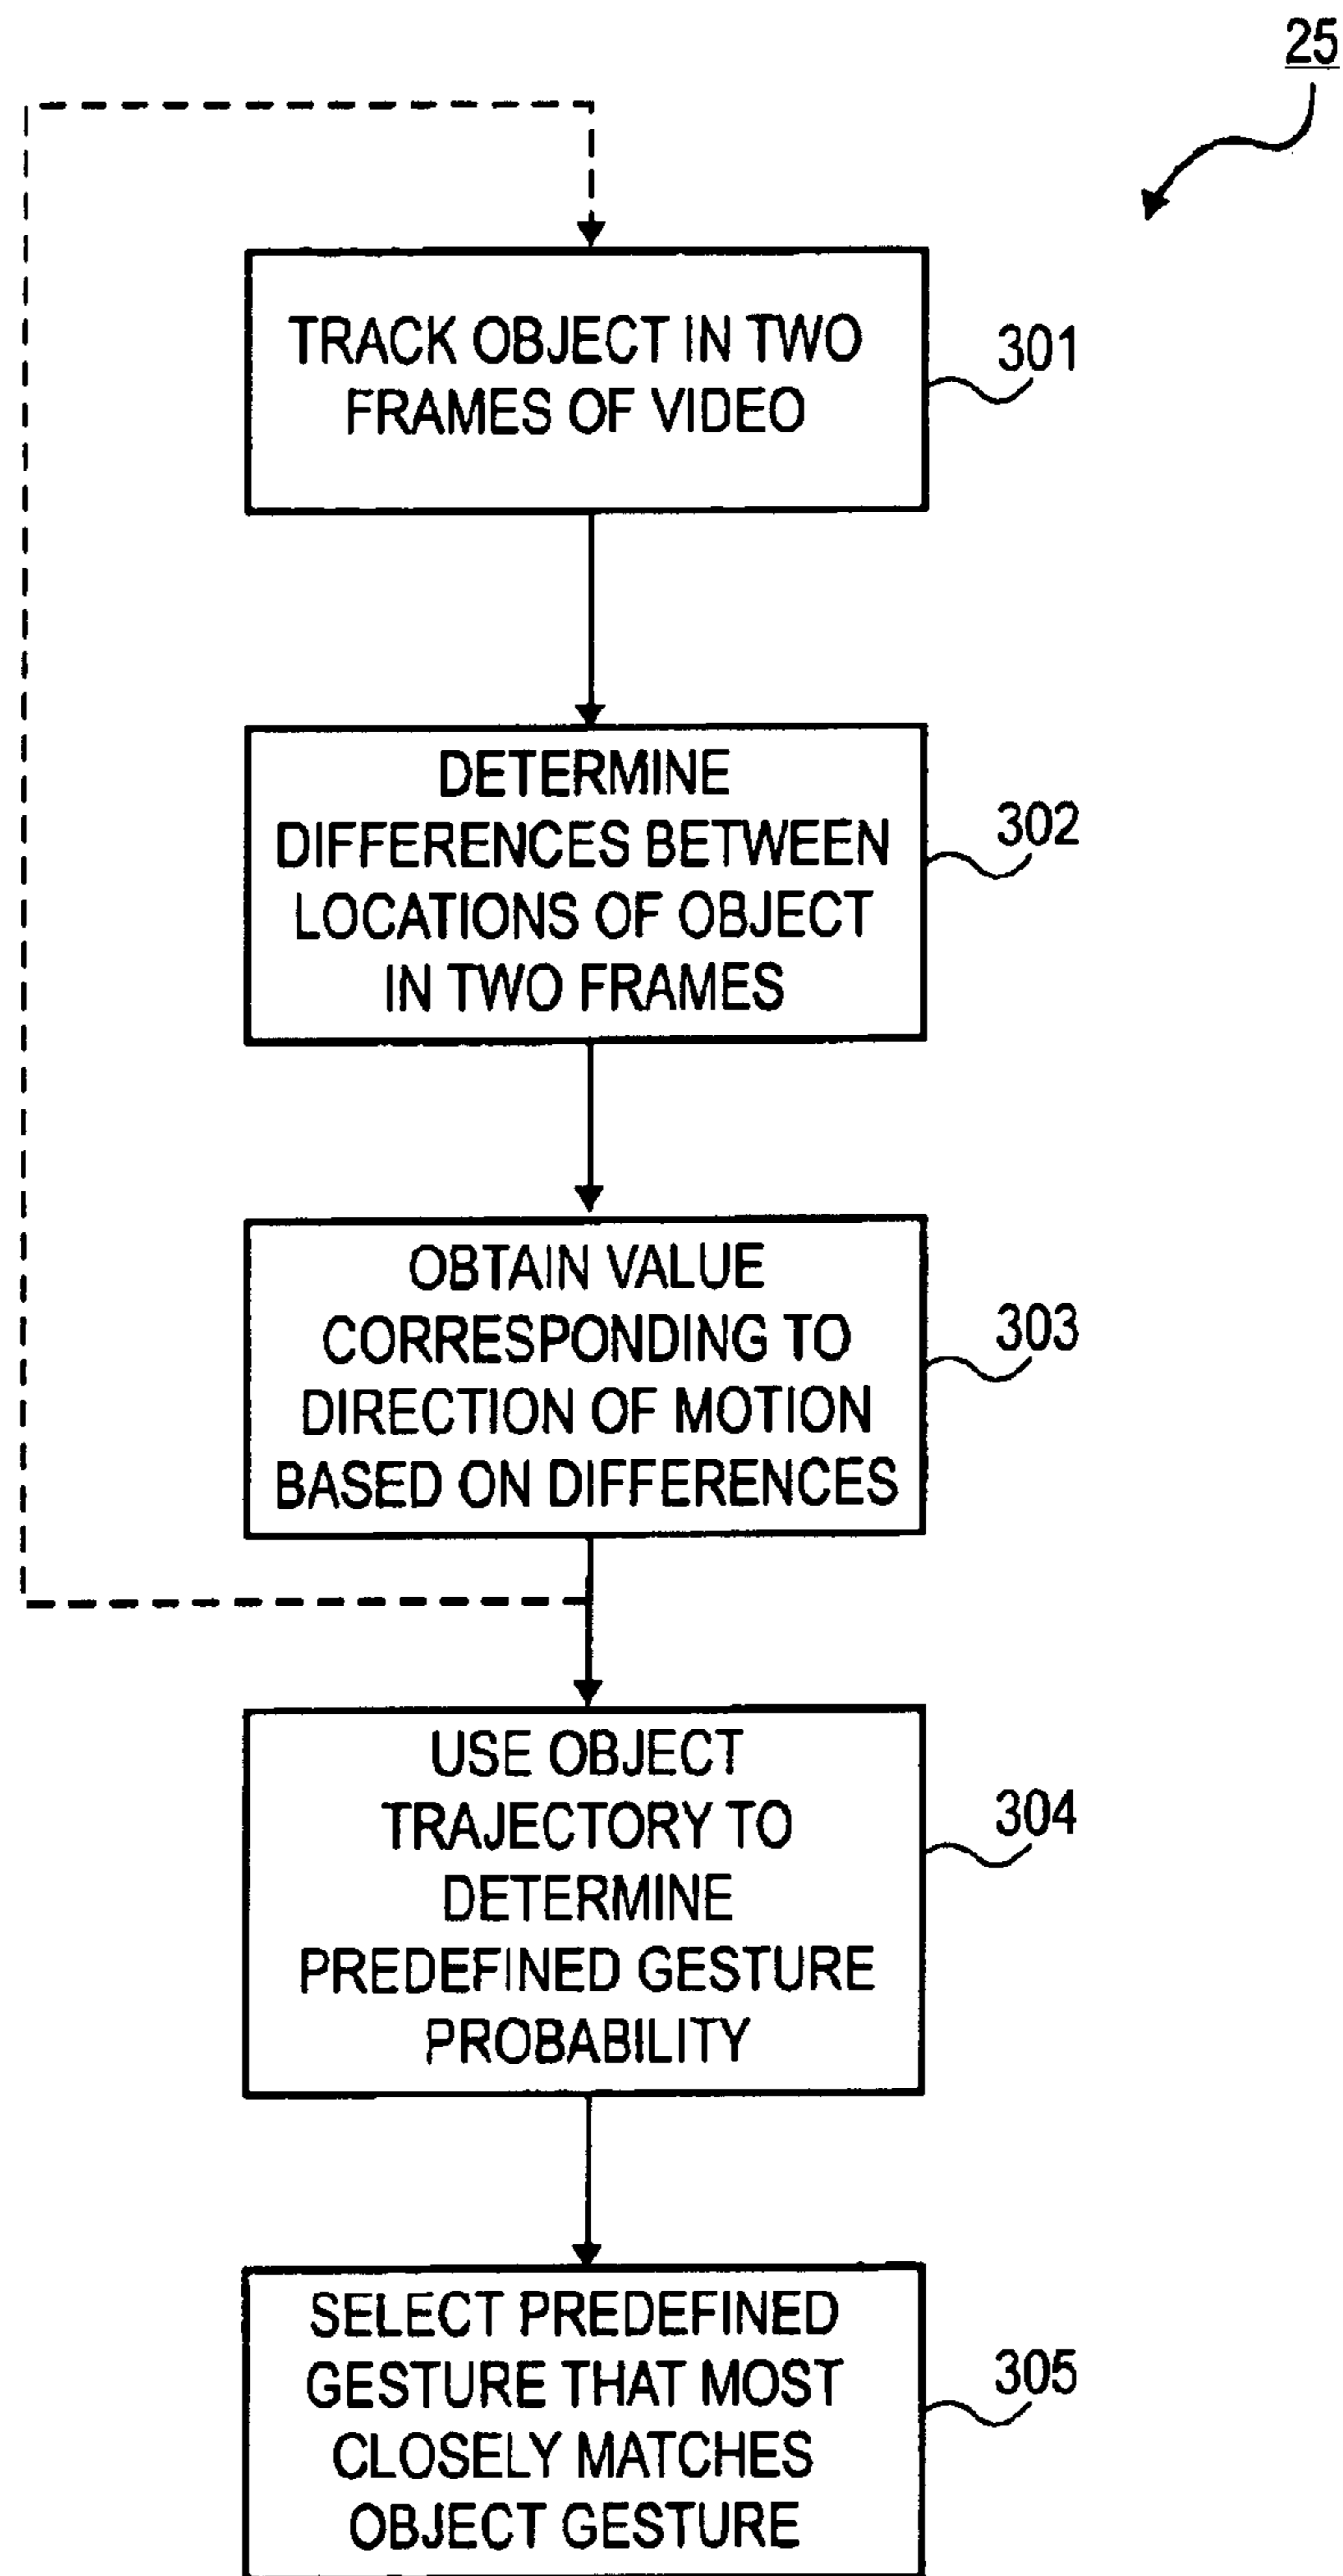 25
TRACK OBJECT IN TWO
FRAMES OF VIDEO
301
DETERMINE
DIFFERENCES BETWEEN
LOCATIONS OF OBJECT
IN TWO FRAMES
302
OBTAIN VALUE
CORRESPONDING TO
DIRECTION OF MOTION
BASED ON DIFFERENCES
303
USE OBJECT
TRAJECTORY TO
DETERMINE
PREDEFINED GESTURE
PROBABILITY
304
SELECT PREDEFINED
GESTURE THAT MOST
CLOSELY MATCHES
OBJECT GESTURE
305